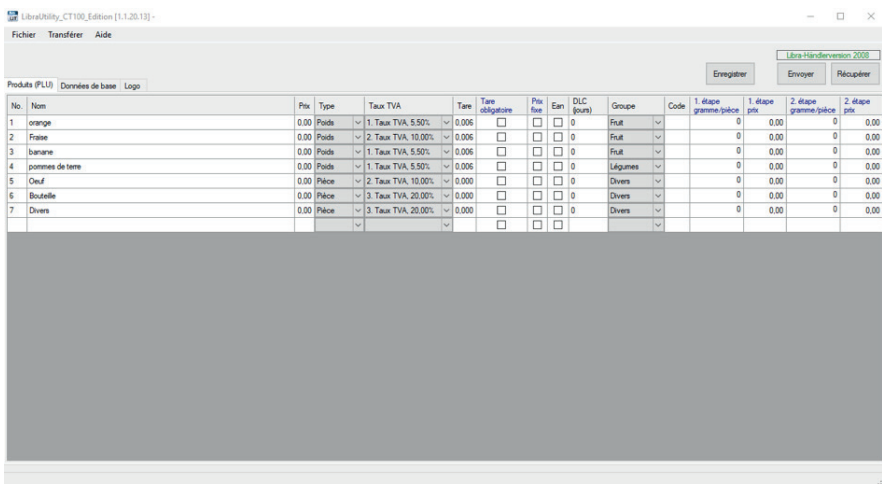 LibraUtility_CT100_Edition [1.1.20.13] -
Fichier Transférer Aide
Libra-Händlerversion 2008
Enregistrer Envoyer Récupérer
Produits (PLU) Données de base Logo
No. Nom Prix Type Taux TVA Tare Tare obligatoire Prix fixe Ean DLC (jours) Groupe Code 1. étape gramme/pièce 1. étape prix 2. étape gramme/pièce 2. étape prix
1 orange 0.00 Poids 1. Taux TVA, 5,50% 0,006 0 Fruit 0 0,00 0 0,00
2 Fraise 0.00 Poids 2. Taux TVA, 10,00% 0,006 0 Fruit 0 0,00 0 0,00
3 banane 0.00 Poids 1. Taux TVA, 5,50% 0,006 0 Fruit 0 0,00 0 0,00
4 pommes de terre 0.00 Poids 1. Taux TVA, 5,50% 0,006 0 Légumes 0 0,00 0 0,00
5 Oeuf 0.00 Pièce 2. Taux TVA, 10,00% 0,000 0 Divers 0 0,00 0 0,00
6 Bouteille 0.00 Pièce 3. Taux TVA, 20,00% 0,000 0 Divers 0 0,00 0 0,00
7 Divers 0.00 Pièce 3. Taux TVA, 20,00% 0,000 0 Divers 0 0,00 0 0,00